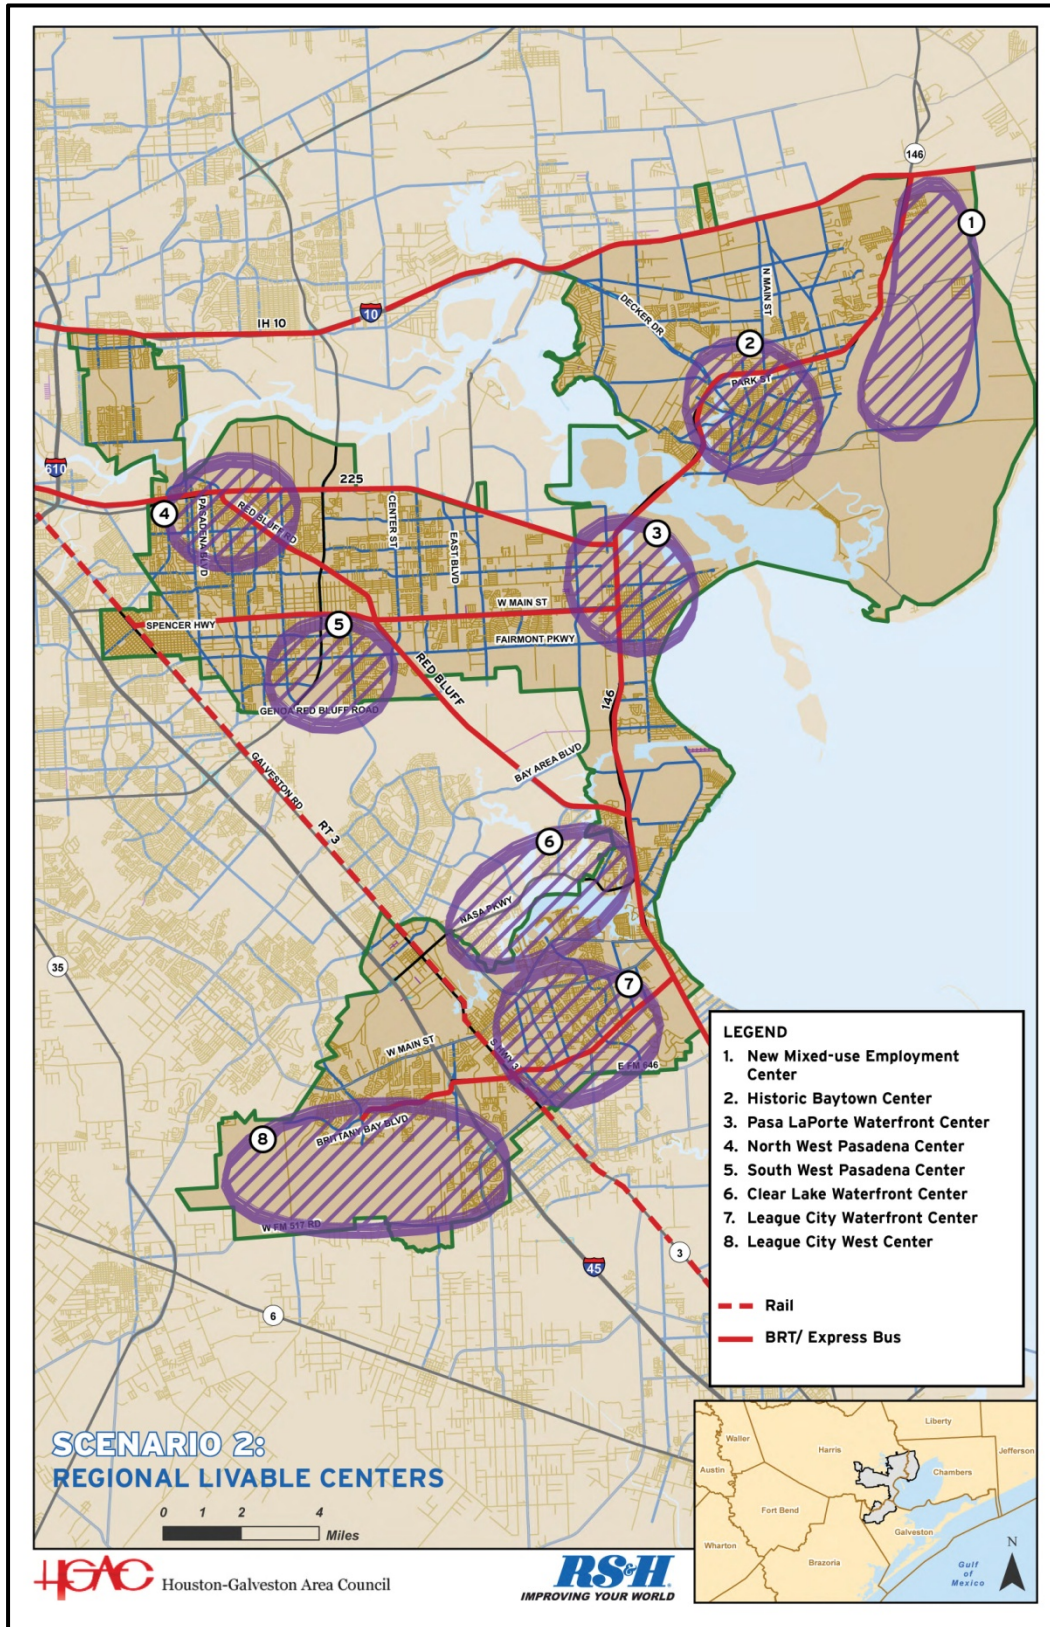 146
1
N MAIN ST
DECKER DR
10
IH 10
2
PARK ST
610
225
4
PASADENA BLVD
RED BLUFF RD
CENTER ST
EAST BLVD
3
W MAIN ST
SPENCER HWY
5
FAIRMONT PKWY
RED BLUFF
GENOA RED BLUFF ROAD
146
GALVESTON RD
BAY AREA BLVD
RT 3
6
NASA PKWY
35
7
W MAIN ST
S HWY 3
E FM 646
8
BRITTANY BAY BLVD
W FM 517 RD
3
45
6
LEGEND
1. New Mixed-use Employment
Center
2. Historic Baytown Center
3. Pasa LaPorte Waterfront Center
4. North West Pasadena Center
5. South West Pasadena Center
6. Clear Lake Waterfront Center
7. League City Waterfront Center
8. League City West Center
Rail
BRT/ Express Bus
SCENARIO 2:
REGIONAL LIVABLE CENTERS
0 1 2 4
Miles
Liberty
Waller
Harris
Jefferson
Austin
Chambers
Fort Bend
Galveston
Wharton
Brazoria
Gulf
of
Mexico
N
HGAC Houston-Galveston Area Council
RS&H
IMPROVING YOUR WORLD